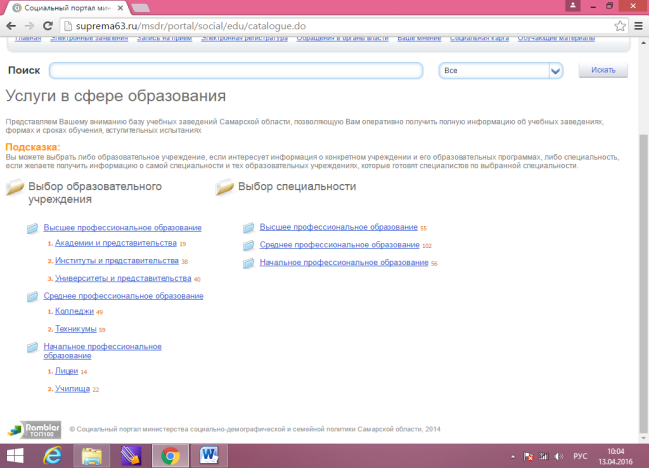 Социальный портал мин
suprema63.ru/msdr/portal/social/edu/catalogue.do
Главная Электронные заявления Запись на прием Электронная регистратура Обращения в органы власти Ваше мнение Социальная карта Обучающие материалы
Поиск Все Искать
Услуги в сфере образования
Представляем Вашему вниманию базу учебных заведений Самарской области, позволяющую Вам оперативно получить полную информацию об учебных заведениях,
формах и сроках обучения, вступительных испытаниях
Подсказка:
Вы можете выбрать либо образовательное учреждение, если интересует информация о конкретном учреждении и его образовательных программах, либо специальность,
если желаете получить информацию о самой специальности и тех образовательных учреждениях, которые готовят специалистов по выбранной специальности.
Выбор образовательного
учреждения
Высшее профессиональное образование
1. Академии и представительства 19
2. Институты и представительства 38
3. Университеты и представительства 40
Среднее профессиональное образование
1. Колледжи 49
2. Техникумы 59
Начальное профессиональное
образование
1. Лицеи 14
2. Училища 22
Выбор специальности
Высшее профессиональное образование 55
Среднее профессиональное образование 102
Начальное профессиональное образование 56
Rambler
ТОП100
© Социальный портал министерства социально-демографической и семейной политики Самарской области, 2014
РУС
10:04
13.04.2016